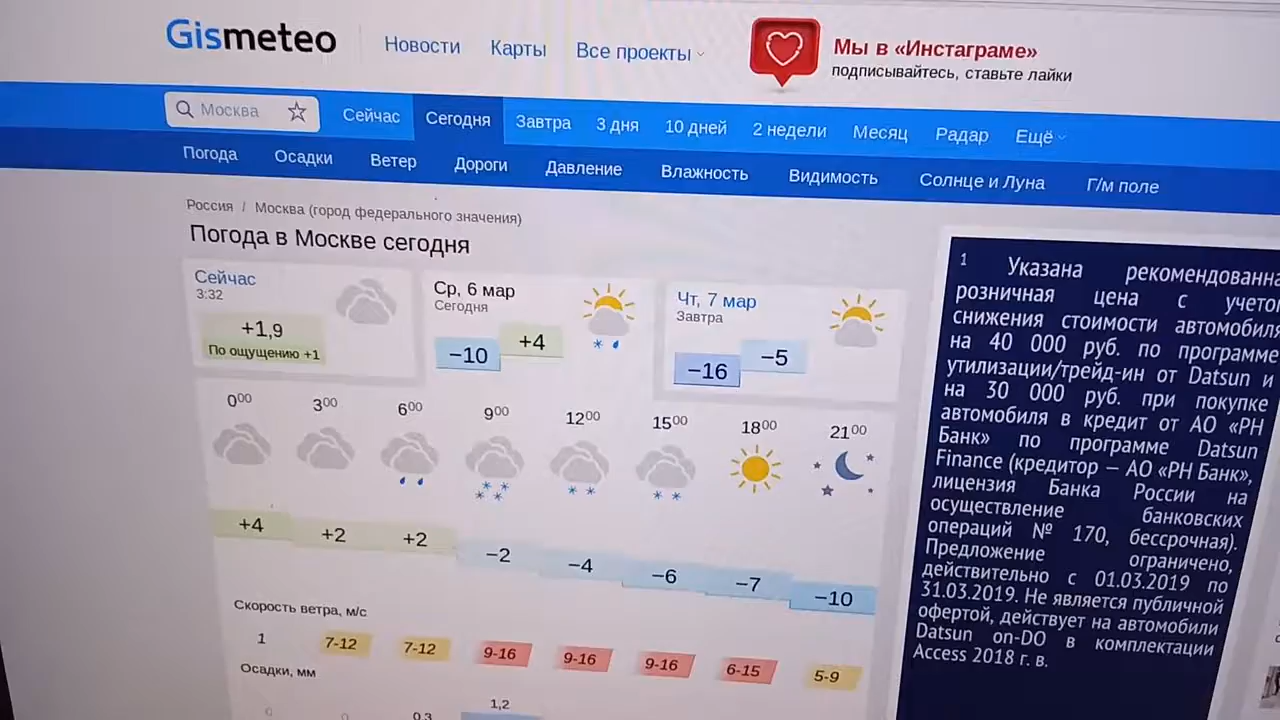 Gismeteo
Новости Карты Все проекты
Мы в «Инстаграме»
подписывайтесь, ставьте лайки
Москва Сейчас Сегодня Завтра 3 дня 10 дней 2 недели Месяц Радар Ещё
Погода Осадки Ветер Дороги Давление Влажность Видимость Солнце и Луна Г/м поле
Россия / Москва (город федерального значения)
Погода в Москве сегодня
Сейчас
3:32
+1,9
По ощущению +1
Ср, 6 мар
Сегодня
−10 +4
Чт, 7 мар
Завтра
−16 −5
0⁰⁰ 3⁰⁰ 6⁰⁰ 9⁰⁰ 12⁰⁰ 15⁰⁰ 18⁰⁰ 21⁰⁰
+4 +2 +2 −2 −4 −6 −7 −10
Скорость ветра, м/с
1 7-12 7-12 9-16 9-16 9-16 6-15 5-9
Осадки, мм
0 0 0,3 1,2
¹ Указана рекомендованна
розничная цена с учетом
снижения стоимости автомобиля
на 40 000 руб. по программе
утилизации/трейд-ин от Datsun и
на 30 000 руб. при покупке
автомобиля в кредит от АО «РН
Банк» по программе Datsun
Finance (кредитор — АО «РН Банк»,
лицензия Банка России на
осуществление банковских
операций № 170, бессрочная).
Предложение ограничено,
действительно с 01.03.2019 по
31.03.2019. Не является публичной
офертой, действует на автомобили
Datsun on-DO в комплектации
Access 2018 г. в.